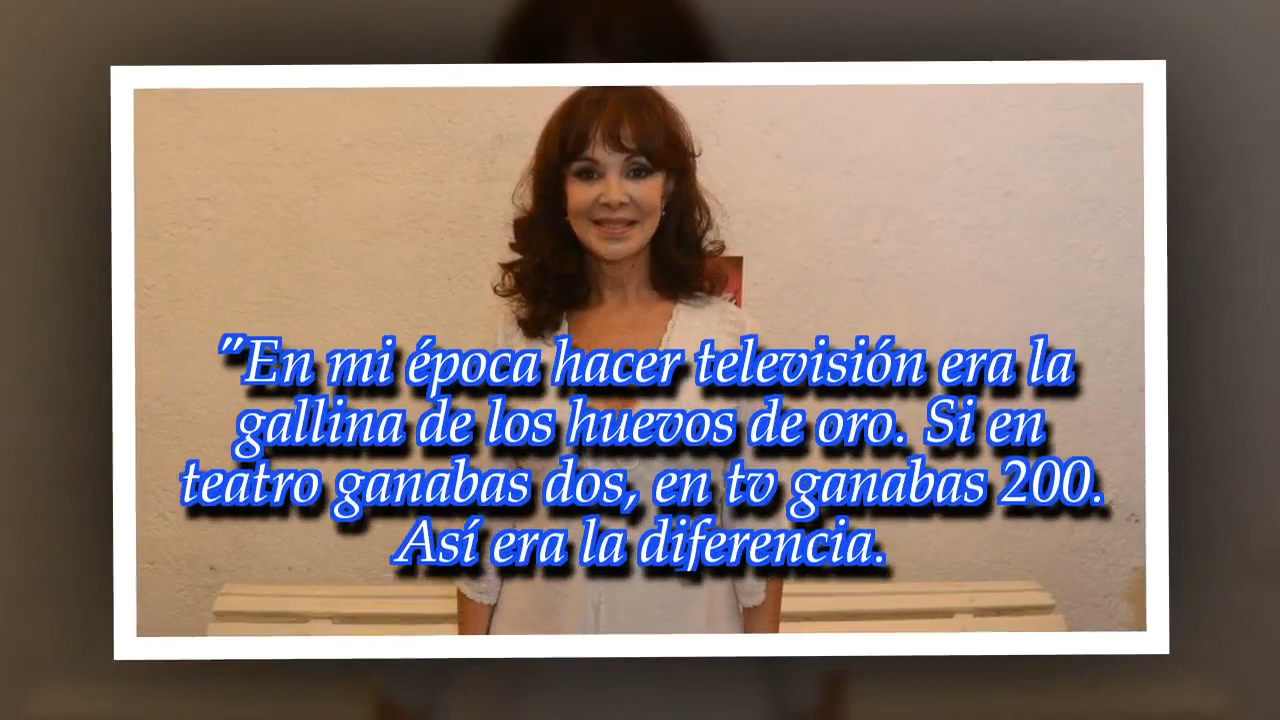 "En mi época hacer televisión era la
gallina de los huevos de oro. Si en
teatro ganabas dos, en tv ganabas 200.
Así era la diferencia.